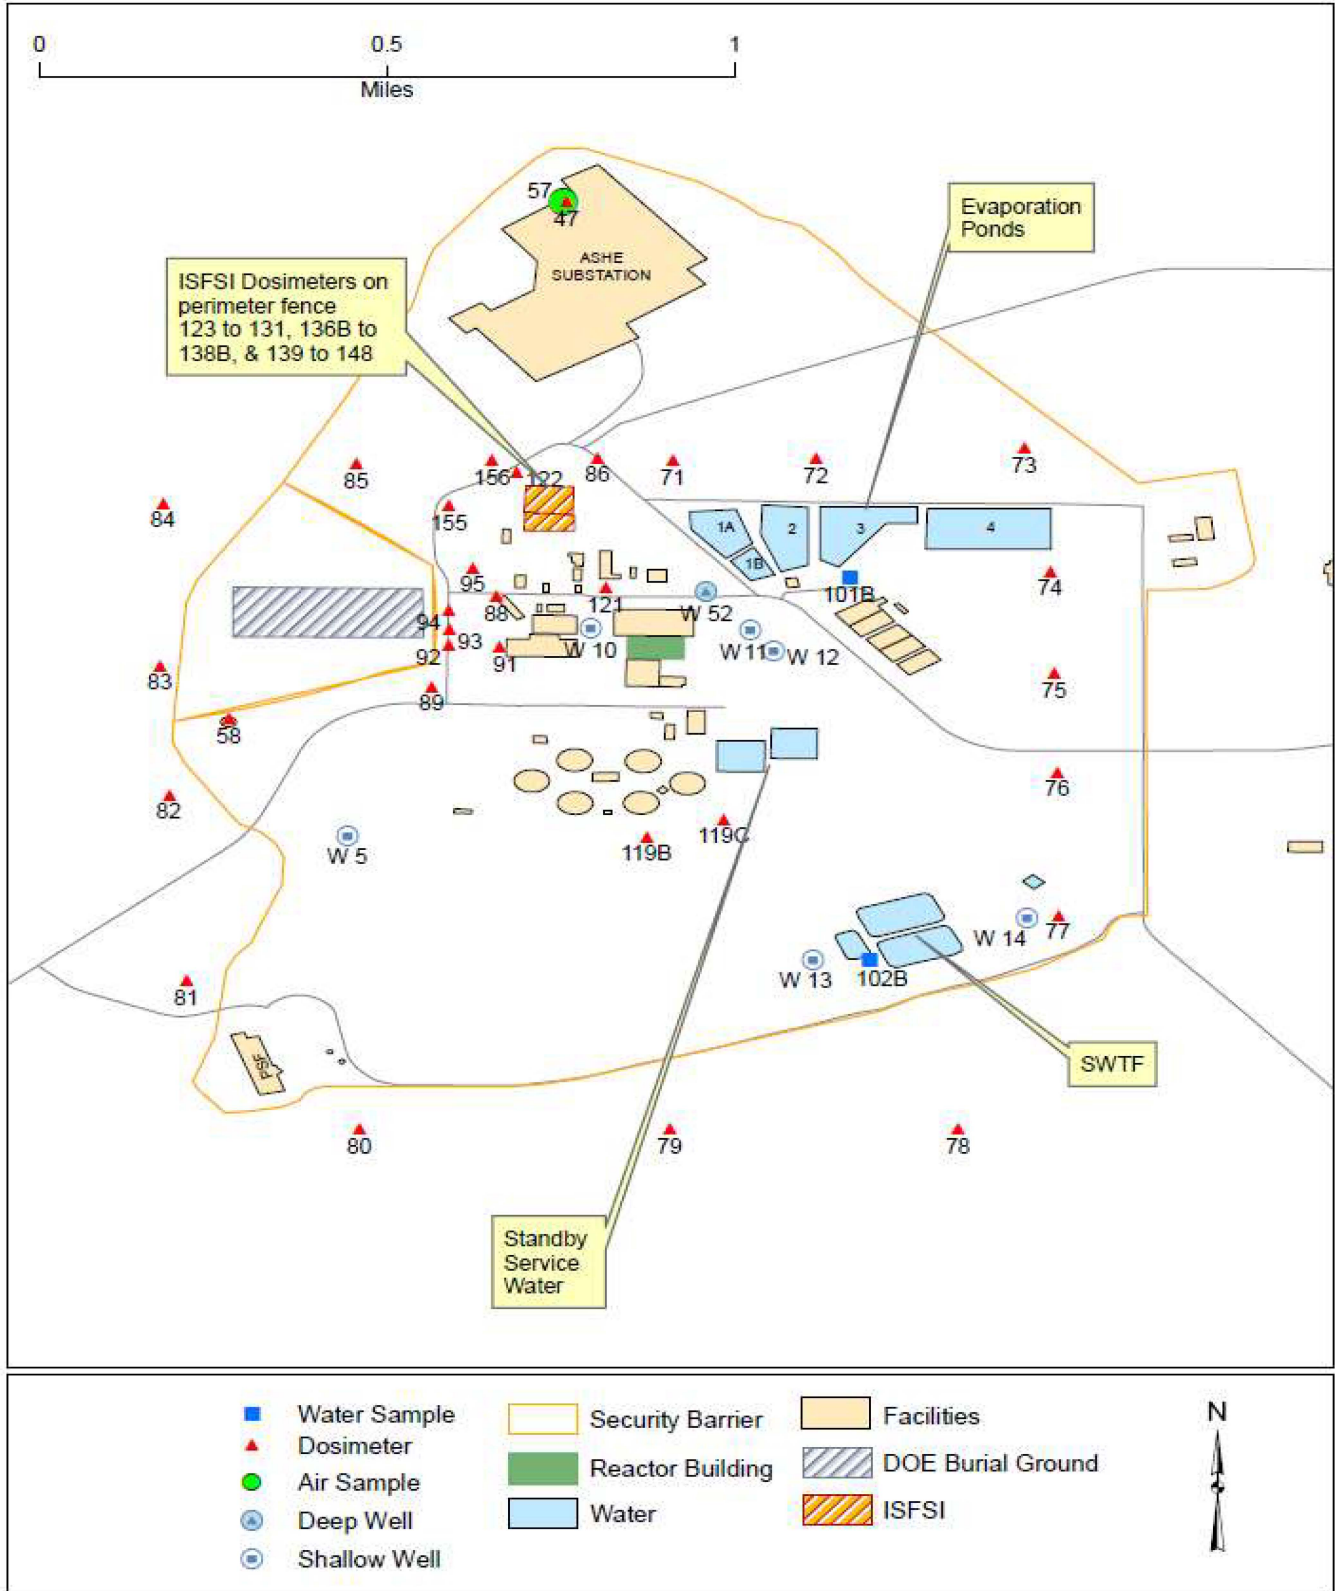 0 0.5 1
Miles
57
47
ASHE
SUBSTATION
Evaporation
Ponds
ISFSI Dosimeters on
perimeter fence
123 to 131, 136B to
138B, & 139 to 148
85
156
122
86
71
72
73
84
155
1A
2
3
4
1B
95
88
121
W 52
101B
74
94
93
92
91
W 10
W 11
W 12
83
89
75
58
82
76
W 5
119B
119C
W 14
77
81
W 13
102B
PSF
SWTF
80
79
78
Standby
Service
Water
Water Sample
Dosimeter
Air Sample
Deep Well
Shallow Well
Security Barrier
Reactor Building
Water
Facilities
DOE Burial Ground
ISFSI
N